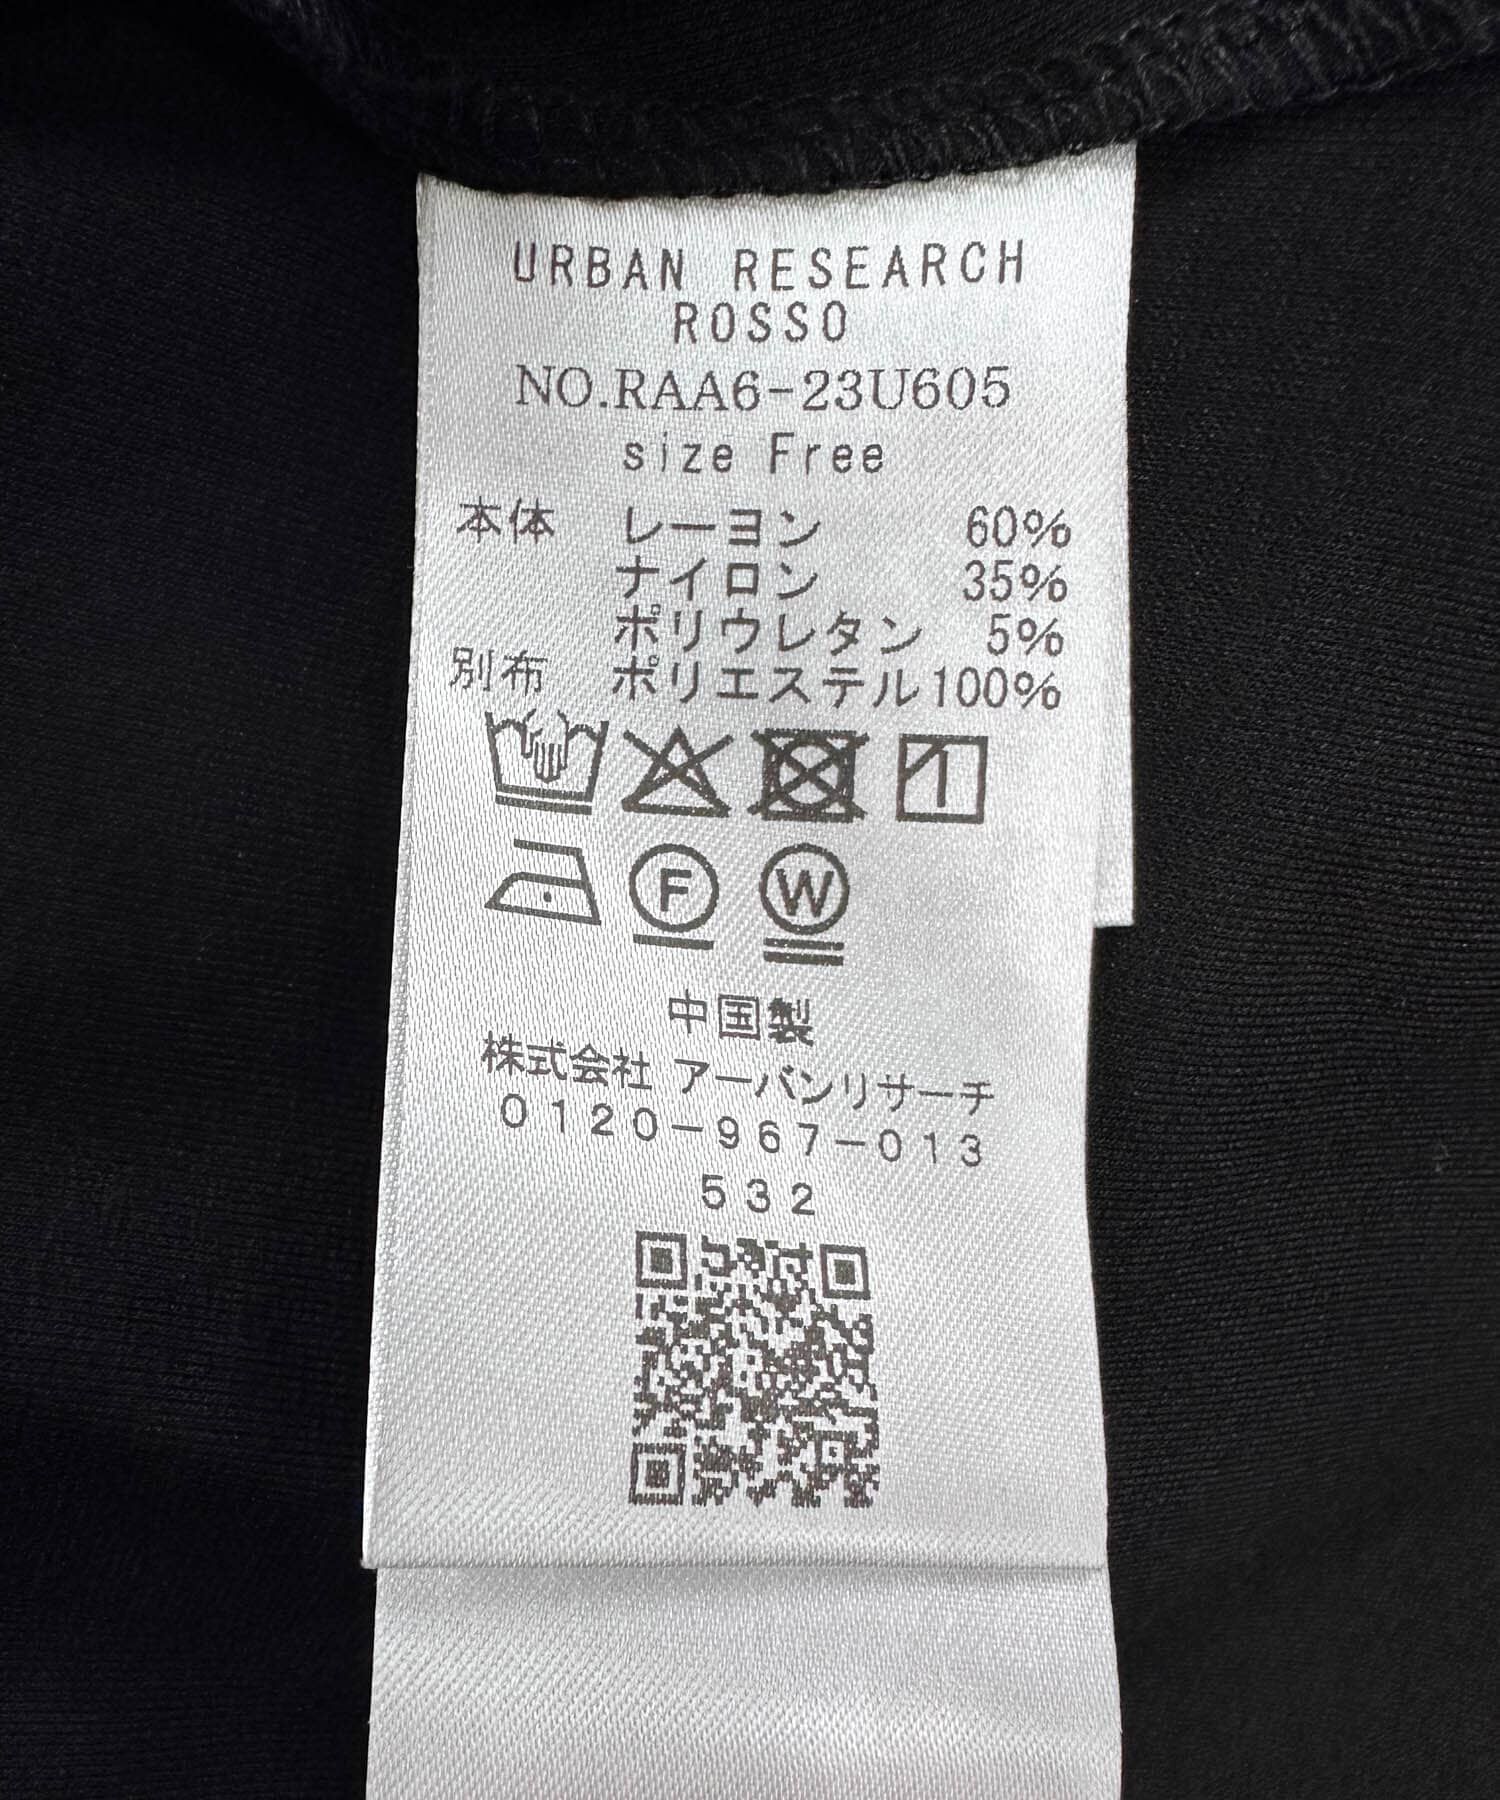 URBAN RESEARCH
ROSSO
NO.RAA6-23U605
size Free
本体 レーヨン 60%
ナイロン 35%
ポリウレタン 5%
別布 ポリエステル 100%
1
F W
中国製
株式会社 アーバンリサーチ
0120-967-013
532